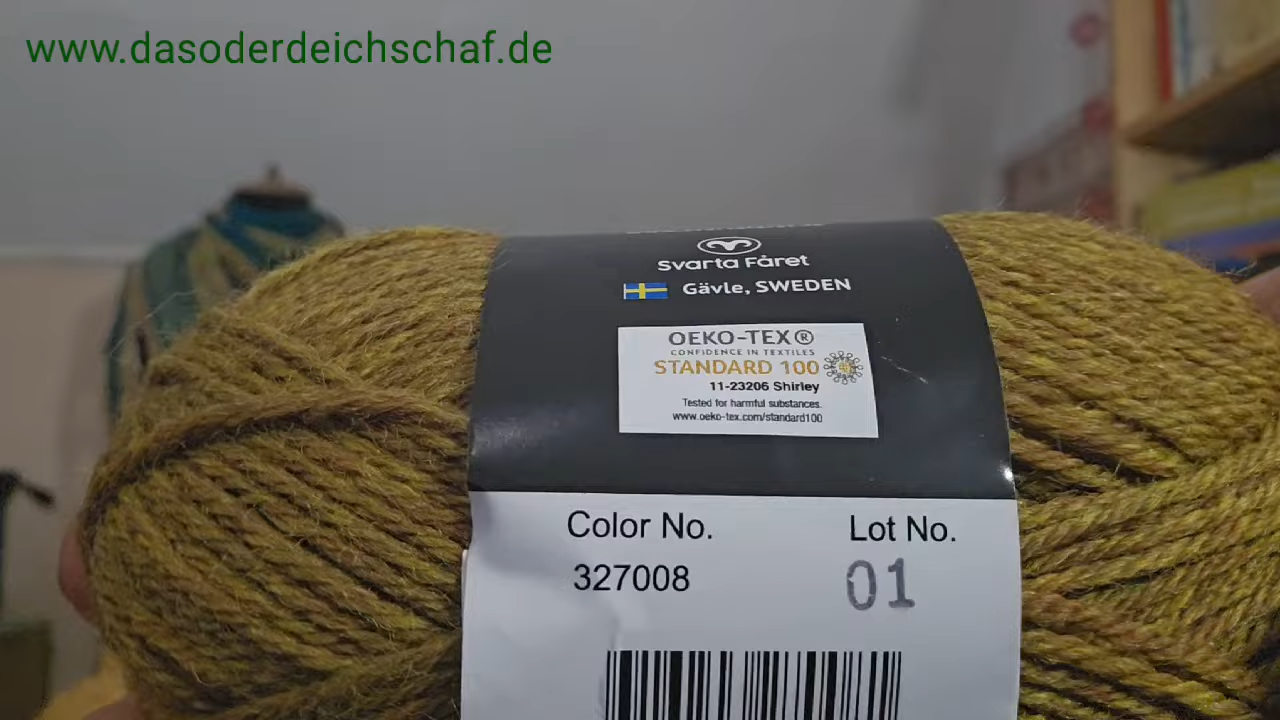 www.dasoderdeichschaf.de
Svarta Fåret
Gävle, SWEDEN
OEKO-TEX®
CONFIDENCE IN TEXTILES
STANDARD 100
11-23206 Shirley
Tested for harmful substances.
www.oeko-tex.com/standard100
Color No. Lot No.
327008 01